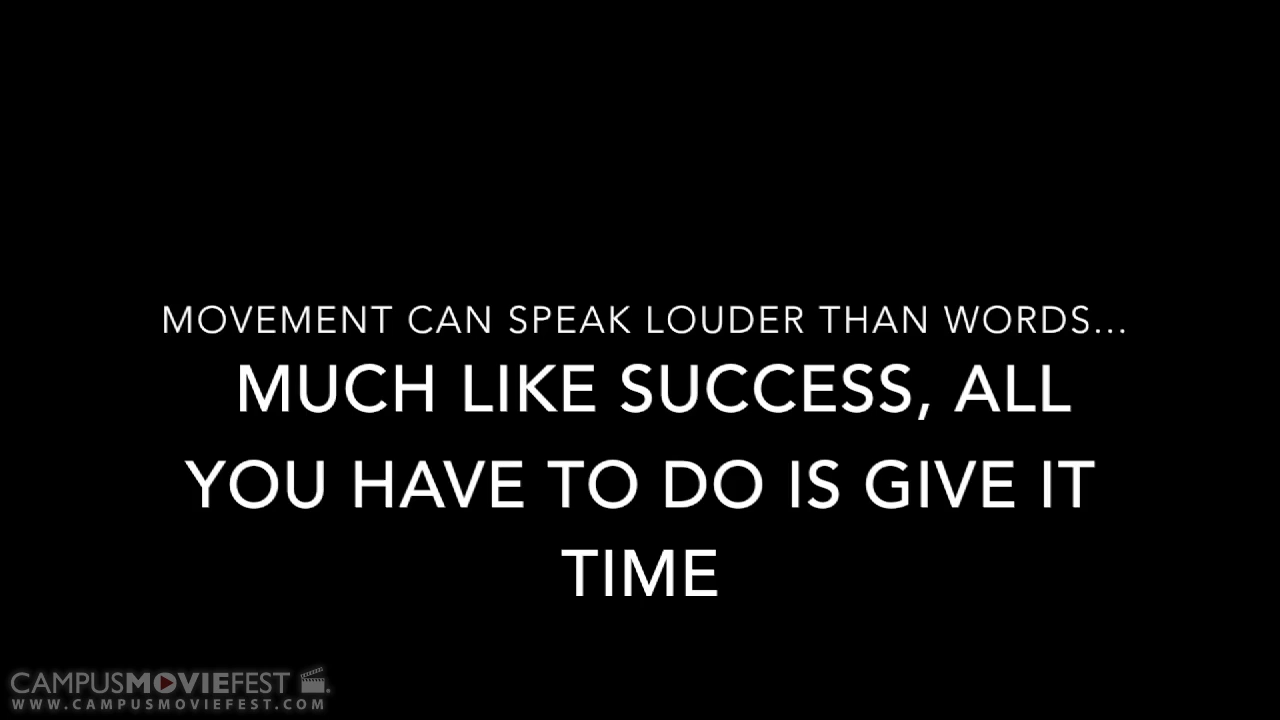 MOVEMENT CAN SPEAK LOUDER THAN WORDS...
MUCH LIKE SUCCESS, ALL
YOU HAVE TO DO IS GIVE IT
TIME
CAMPUSMOVIEFEST
WWW.CAMPUSMOVIEFEST.COM